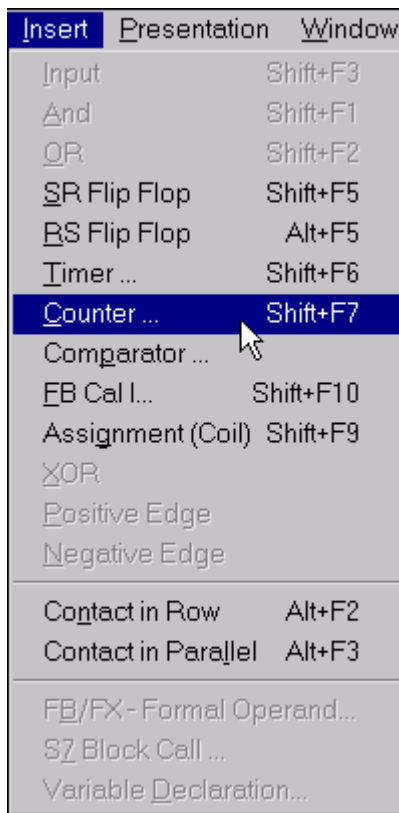 Insert Presentation Window
Input Shift+F3
And Shift+F1
OR Shift+F2
SR Flip Flop Shift+F5
RS Flip Flop Alt+F5
Timer ... Shift+F6
Counter ... Shift+F7
Comparator ...
FB Cal l... Shift+F10
Assignment (Coil) Shift+F9
XOR
Positive Edge
Negative Edge
Contact in Row Alt+F2
Contact in Parallel Alt+F3
FB/FX - Formal Operand...
S7 Block Call ...
Variable Declaration...